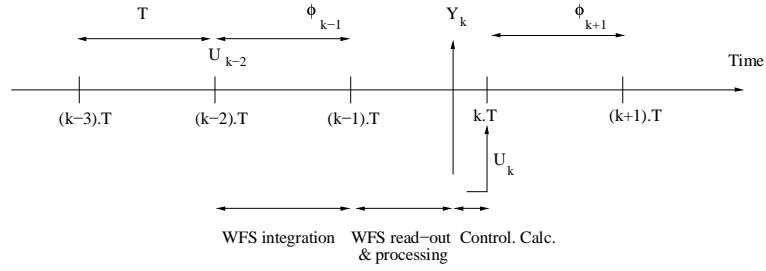 T
ϕ k−1
Y k
ϕ k+1
U k−2
Time
(k−3).T
(k−2).T
(k−1).T
k.T
(k+1).T
U k
WFS integration
WFS read−out
& processing
Control. Calc.